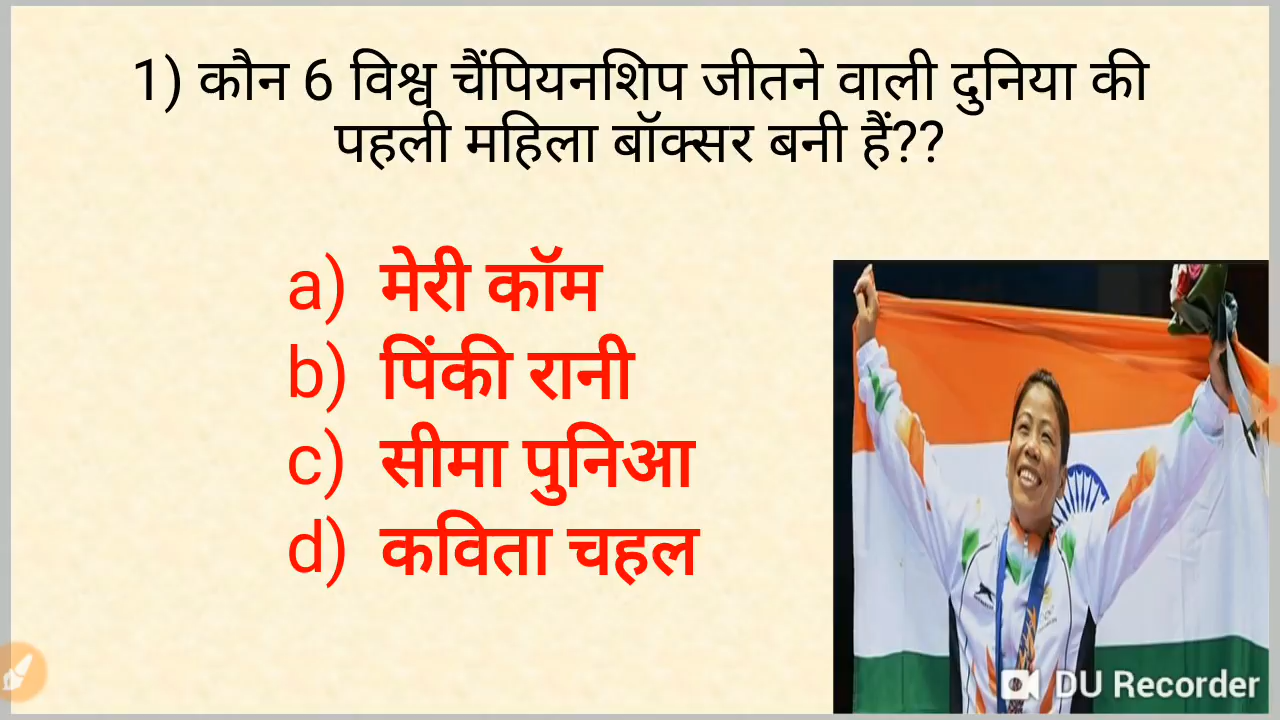 1) कौन 6 विश्व चैंपियनशिप जीतने वाली दुनिया की
पहली महिला बॉक्सर बनी हैं??
a) मेरी कॉम
b) पिंकी रानी
c) सीमा पुनिआ
d) कविता चहल
DU Recorder